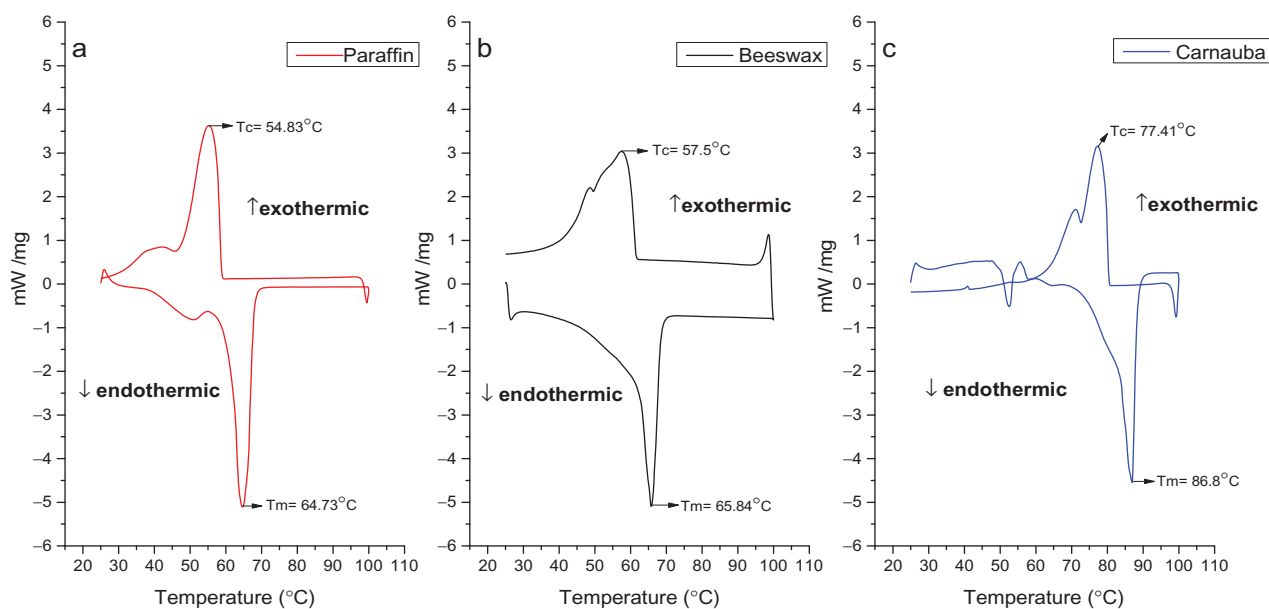 a
Paraffin
Tc= 54.83°C
↑exothermic
↓ endothermic
Tm= 64.73°C
mW /mg
6
5
4
3
2
1
0
−1
−2
−3
−4
−5
−6
20 30 40 50 60 70 80 90 100 110
Temperature (°C)
b
Beeswax
Tc= 57.5°C
↑exothermic
↓ endothermic
Tm= 65.84°C
mW /mg
6
5
4
3
2
1
0
−1
−2
−3
−4
−5
−6
20 30 40 50 60 70 80 90 100 110
Temperature (°C)
c
Carnauba
Tc= 77.41°C
↑exothermic
↓ endothermic
Tm= 86.8°C
mW /mg
6
5
4
3
2
1
0
−1
−2
−3
−4
−5
−6
20 30 40 50 60 70 80 90 100 110
Temperature (°C)